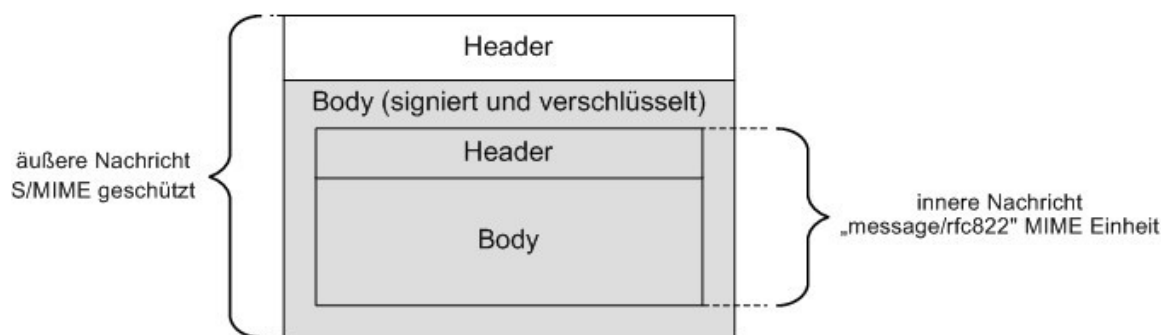 Header
Body (signiert und verschlüsselt)
Header
äußere Nachricht
S/MIME geschützt
innere Nachricht
„message/rfc822" MIME Einheit
Body